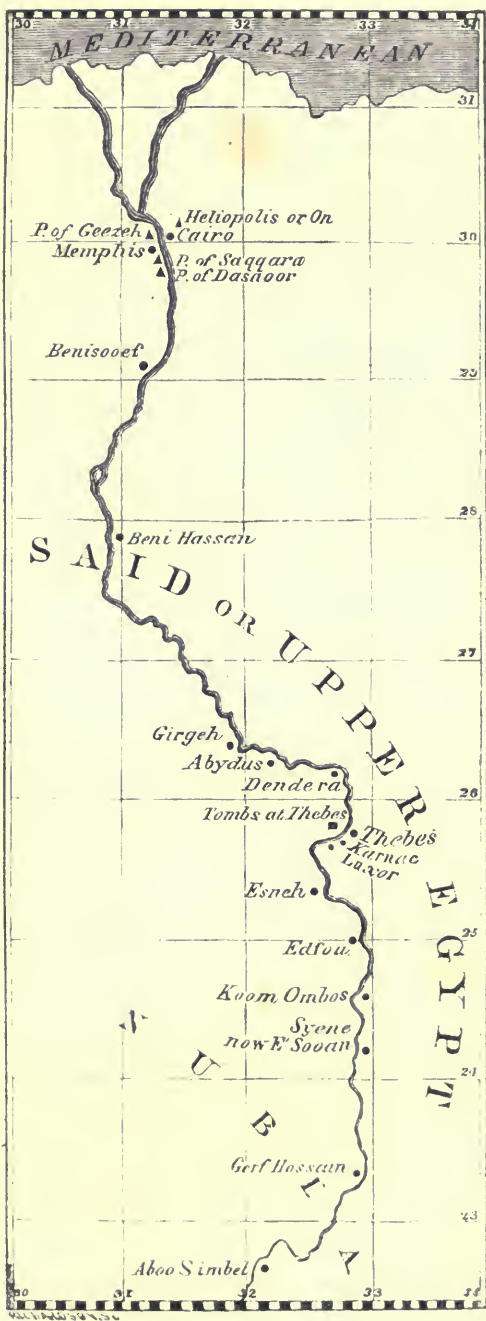 30 31 32 33 34
MEDITERRANEAN
31
Heliopolis or On
P. of Geezeh
Cairo
30
Memphis
P. of Saqqara
P. of Dashoor
Benisooef
29
28
Beni Hassan
SAID OR UPPER EGYPT
27
Girgeh
Abydus
Dendera
26
Tombs at Thebes
Thebes
Karnac
Luxor
Esneh
25
Edfou
Koom Ombos
Syene
now E'Sooan
NUBIA
24
Gerf Hossain
23
Aboo Simbel
30 31 32 33 34